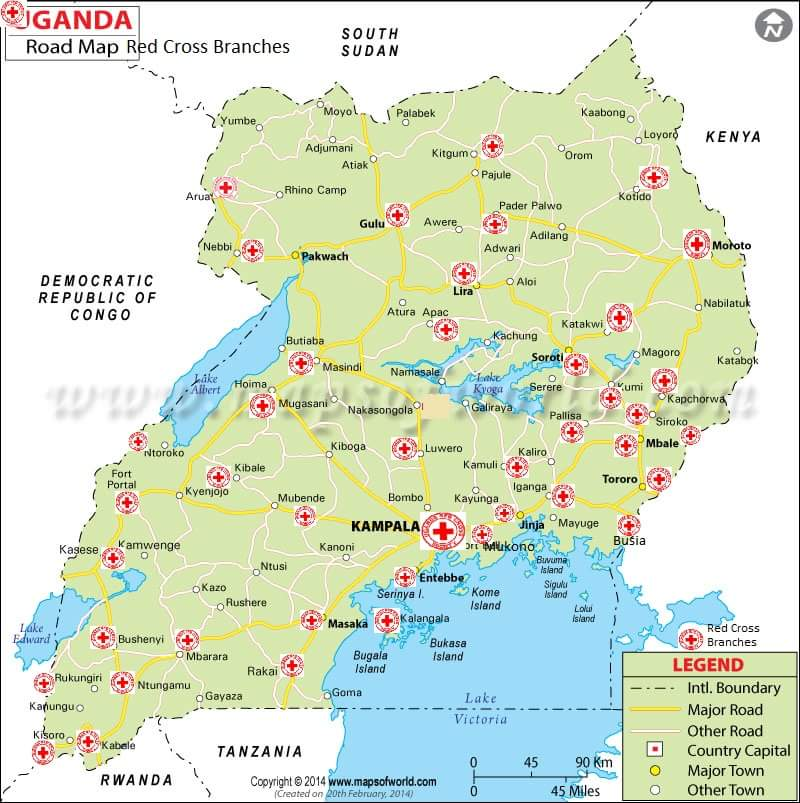 UGANDA
Road Map Red Cross Branches
SOUTH
SUDAN
N
KENYA
DEMOCRATIC
REPUBLIC OF
CONGO
Moyo
Yumbe
Palabek
Kaabong
Loyoro
Adjumani
Atiak
Kitgum
Orom
Pajule
Arua
Rhino Camp
Kotido
Gulu
Pader Palwo
Awere
Adilang
Nebbi
Pakwach
Adwari
Moroto
Lira
Aloi
Atura
Apac
Nabilatuk
Katakwi
Butiaba
Kachung
Masindi
Soroti
Magoro
Katabok
Lake
Albert
Namasale
Lake
Kyoga
Serere
Kumi
Hoima
Mugasani
Nakasongola
Galiraya
Kapchorwa
Pallisa
Siroko
Mbale
Ntoroko
Kiboga
Luwero
Kaliro
Kamuli
Fort
Portal
Kibale
Tororo
Kyenjojo
Mubende
Kayunga
Iganga
Bombo
KAMPALA
Jinja
Mayuge
Mukono
Busia
Kasese
Kamwenge
Kanoni
Ntusi
Entebbe
Serinya I.
Kome
Island
Buvuma
Island
Sigulu
Island
Lolui
Island
Kazo
Rushere
Lake
Edward
Bushenyi
Masaka
Kalangala
Bukasa
Island
Bugala
Island
Mbarara
Rakai
Rukungiri
Ntungamu
Kanungu
Gayaza
Goma
Kisoro
Kabale
Lake
Victoria
TANZANIA
RWANDA
Red Cross
Branches
LEGEND
Intl. Boundary
Major Road
Other Road
Country Capital
Major Town
Other Town
0 45 90 Km
0 45 Miles
Copyright © 2014 www.mapsofworld.com
(Created on 20th February, 2014)